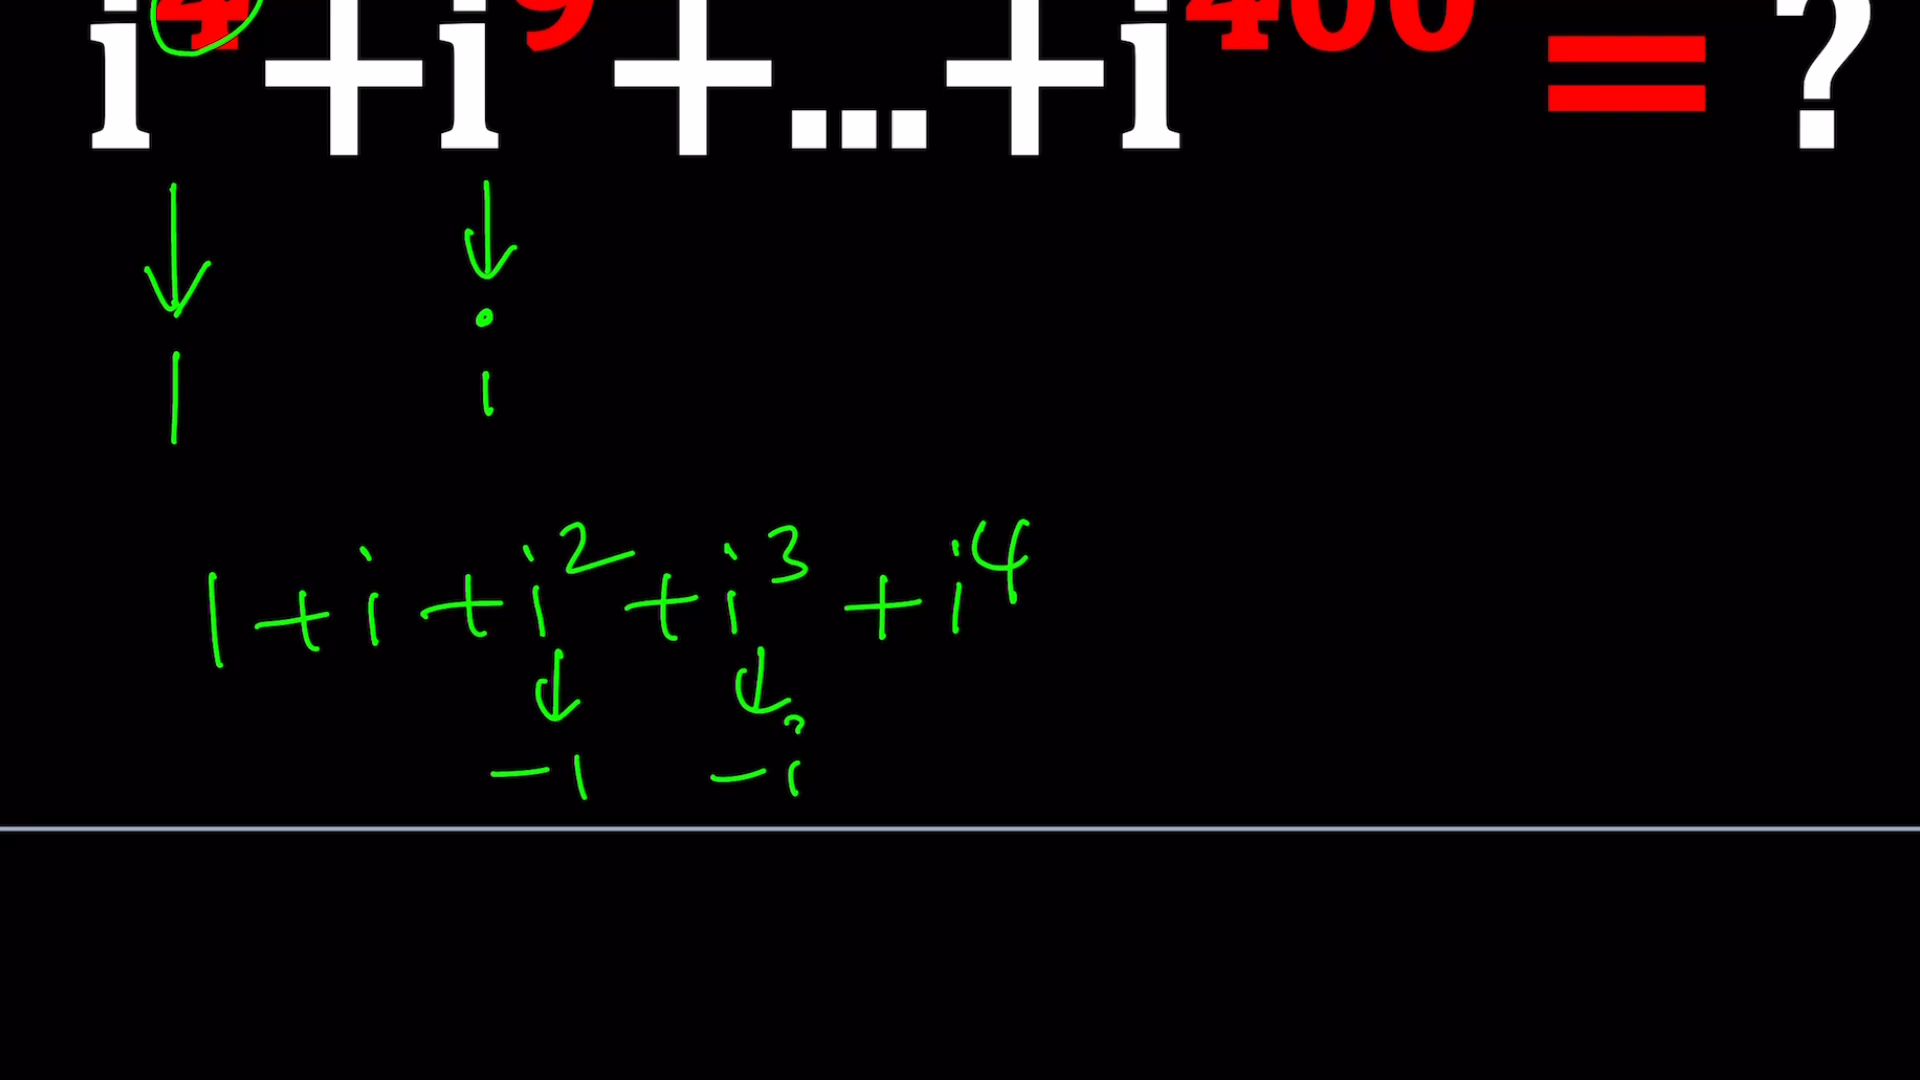 i⁴+i⁹+...+i⁴⁰⁰ = ?
1 i
1+i+i²+i³+i⁴
-1 -i